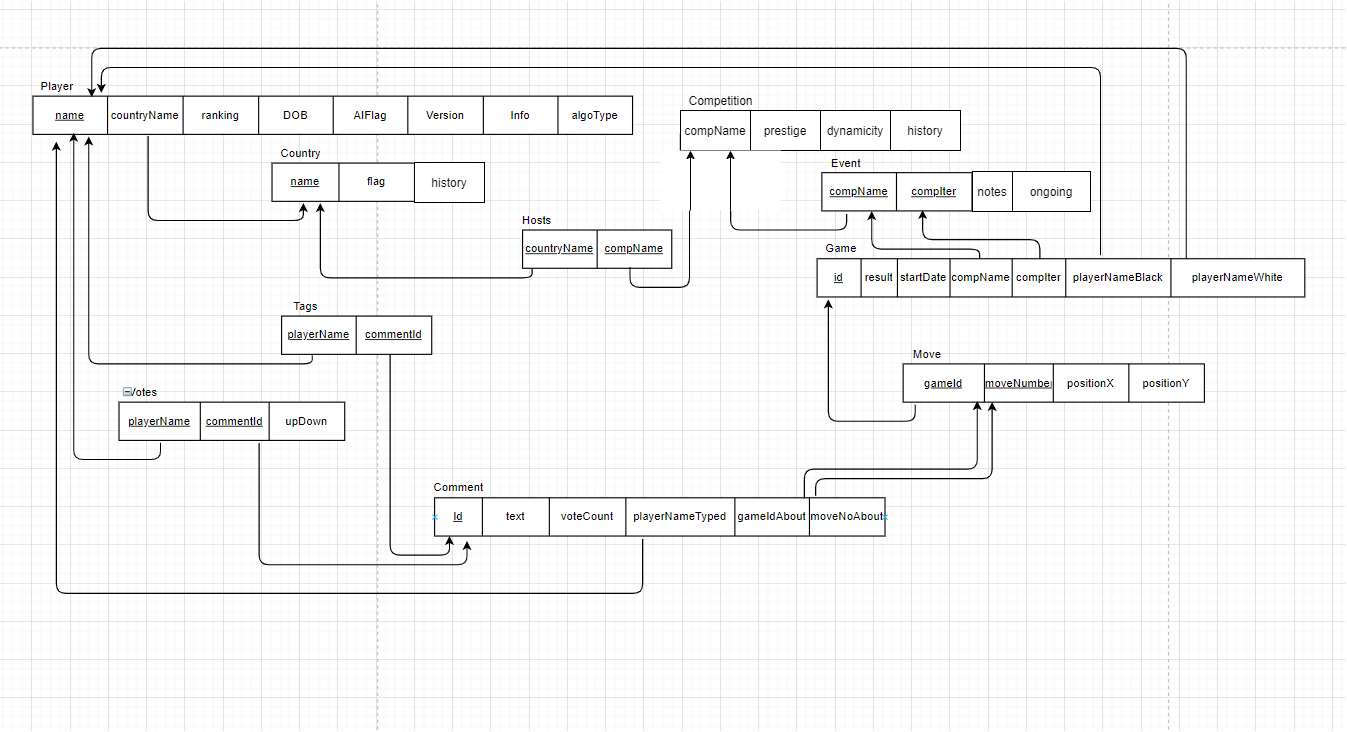 Player
name countryName ranking DOB AIFlag Version Info algoType
Competition
compName prestige dynamicity history
Country
name flag history
Event
compName compIter notes ongoing
Hosts
countryName compName
Game
id result startDate compName compIter playerNameBlack playerNameWhite
Tags
playerName commentId
Move
gameId moveNumber positionX positionY
Votes
playerName commentId upDown
Comment
Id text voteCount playerNameTyped gameIdAbout moveNoAbout